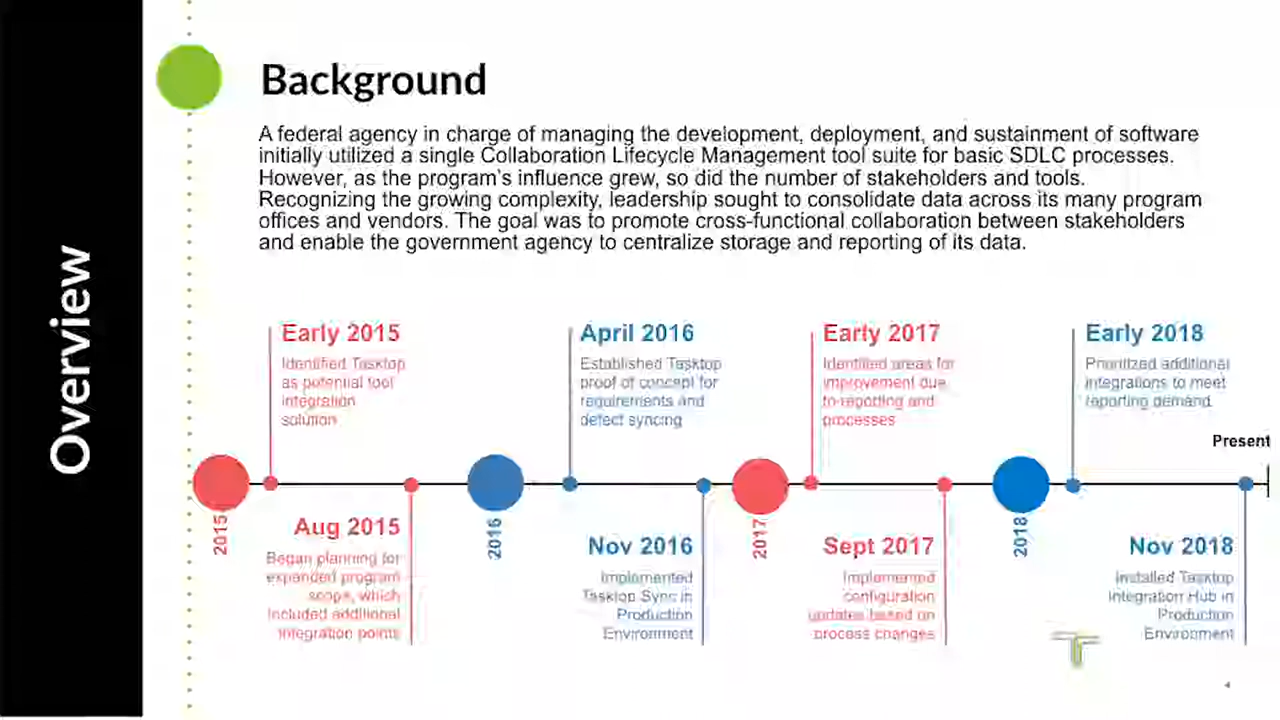 Overview
Background
A federal agency in charge of managing the development, deployment, and sustainment of software
initially utilized a single Collaboration Lifecycle Management tool suite for basic SDLC processes.
However, as the program's influence grew, so did the number of stakeholders and tools.
Recognizing the growing complexity, leadership sought to consolidate data across its many program
offices and vendors. The goal was to promote cross-functional collaboration between stakeholders
and enable the government agency to centralize storage and reporting of its data.
Early 2015
Identified Tasktop
as potential tool
integration
solution
April 2016
Established Tasktop
proof of concept for
requirements and
defect syncing
Early 2017
Identified areas for
improvement due
to reporting and
processes
Early 2018
Prioritized additional
integrations to meet
reporting demand
Present
2015
Aug 2015
Began planning for
expanded program
scope, which
included additional
integration points
2016
Nov 2016
Implemented
Tasktop Sync in
Production
Environment
2017
Sept 2017
Implemented
configuration
updates based on
process changes
2018
Nov 2018
Installed Tasktop
Integration Hub in
Production
Environment
4